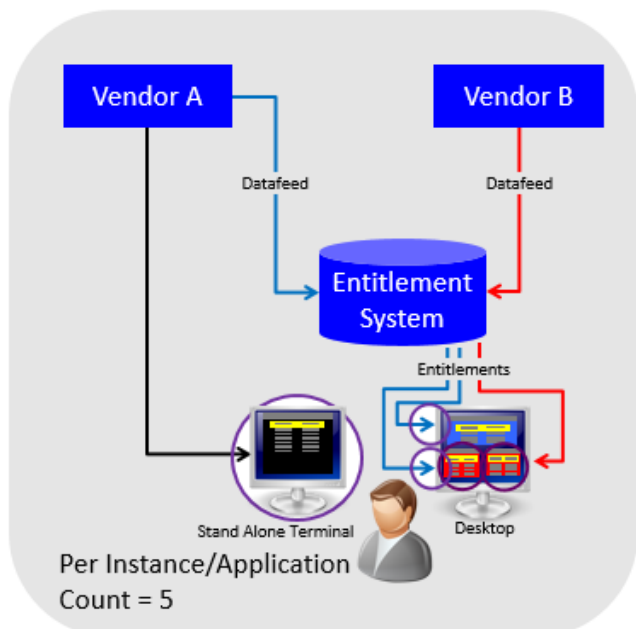 Vendor A
Vendor B
Datafeed
Datafeed
Entitlement
System
Entitlements
Stand Alone Terminal
Desktop
Per Instance/Application
Count = 5